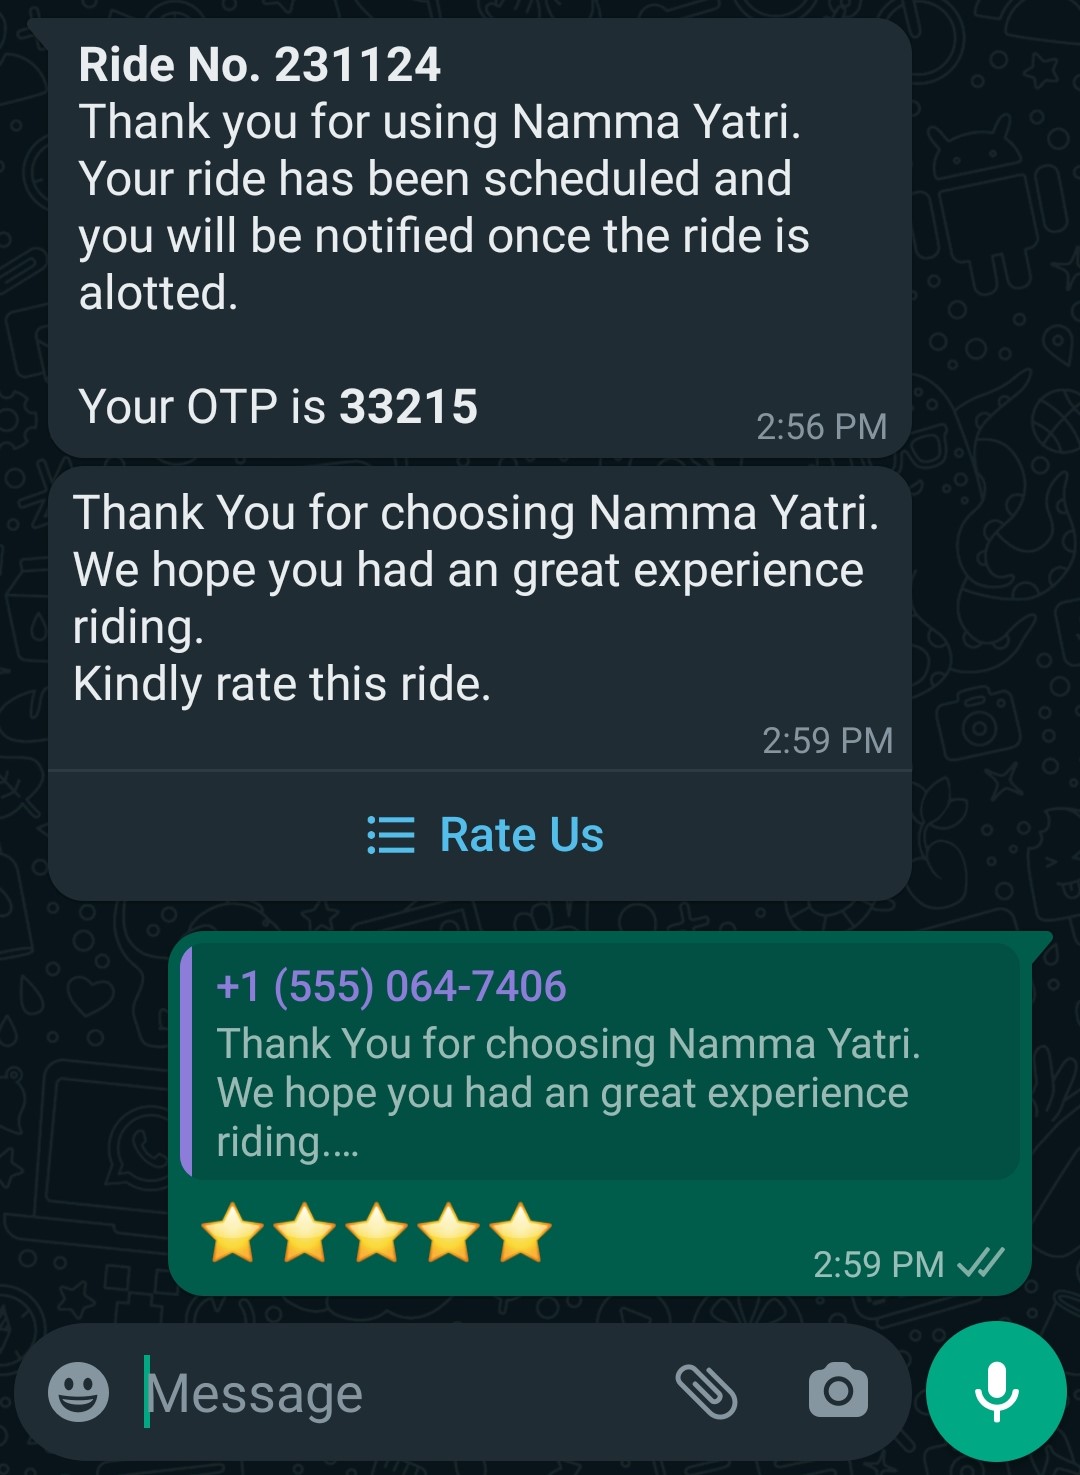 Ride No. 231124
Thank you for using Namma Yatri.
Your ride has been scheduled and
you will be notified once the ride is
alotted.
Your OTP is 33215
2:56 PM
Thank You for choosing Namma Yatri.
We hope you had an great experience
riding.
Kindly rate this ride.
2:59 PM
Rate Us
+1 (555) 064-7406
Thank You for choosing Namma Yatri.
We hope you had an great experience
riding....
2:59 PM
Message